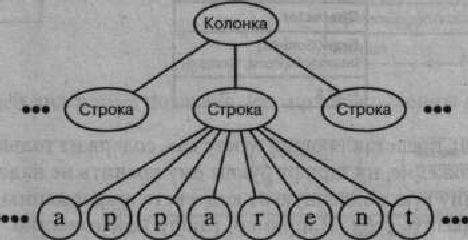 Колонка
••• Строка Строка Строка •••
••• a p p a r e n t •••